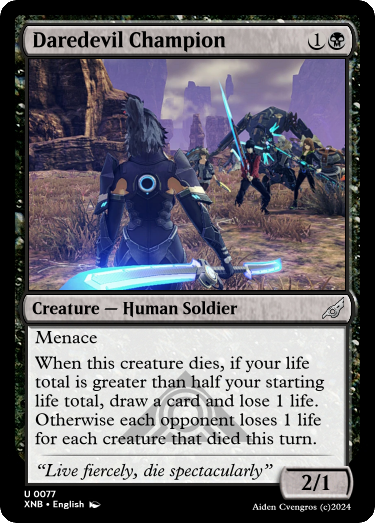 Daredevil Champion 1
Creature — Human Soldier
Menace
When this creature dies, if your life
total is greater than half your starting
life total, draw a card and lose 1 life.
Otherwise each opponent loses 1 life
for each creature that died this turn.
“Live fiercely, die spectacularly”
2/1
U 0077
XNB • English
Aiden Cvengros (c)2024